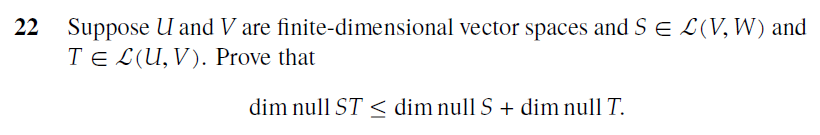 22 Suppose U and V are finite-dimensional vector spaces and S ∈ ℒ(V, W) and
T ∈ ℒ(U, V). Prove that
dim null ST ≤ dim null S + dim null T.